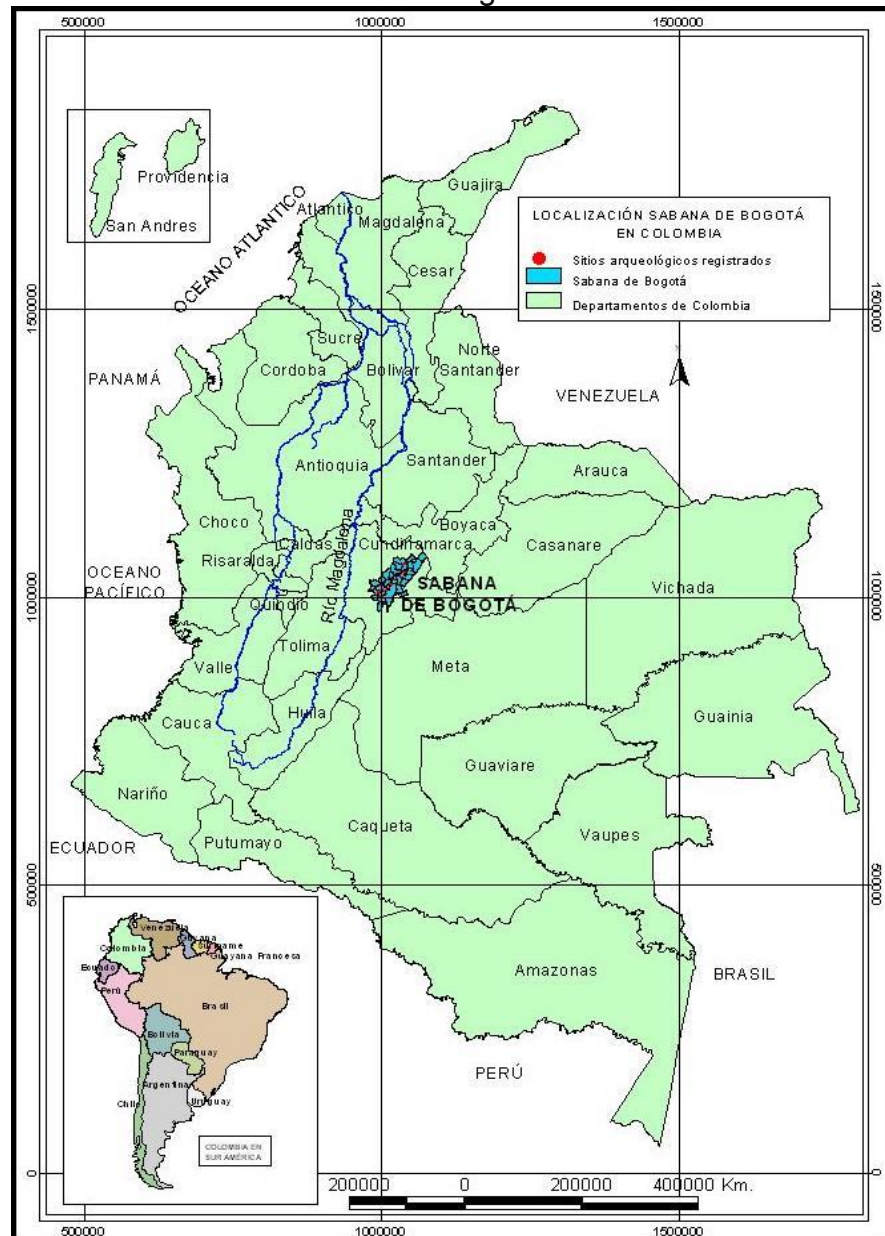 g
500000 1000000 1500000
Providencia
San Andres
OCEANO ATLANTICO
Guajira
Atlantico
Magdalena
Cesar
LOCALIZACIÓN SABANA DE BOGOTÁ
EN COLOMBIA
Sitios arqueológicos registrados
Sabana de Bogotá
Departamentos de Colombia
1500000
1500000
PANAMÁ
Sucre
Cordoba
Bolivar
Norte
Santander
VENEZUELA
Antioquia
Santander
Arauca
Choco
Boyaca
Caldas
Cundinamarca
Casanare
Risaralda
Río Magdalena
OCEANO
PACÍFICO
Vichada
SABANA
Y DE BOGOTÁ
1000000
1000000
Quindio
Tolima
Valle
Meta
Cauca
Huila
Guainia
Nariño
Guaviare
Caqueta
Vaupes
ECUADOR
Putumayo
500000
500000
Amazonas
BRASIL
PERÚ
Venezuela
Guyana
Suriname
Guayana Francesa
Colombia
Ecuador
Perú
Brasil
Bolivia
Paraguay
Argentina
Chile
Uruguay
COLOMBIA EN
SUR AMÉRICA
0
0
200000 0 200000 400000 Km.
500000 1000000 1500000